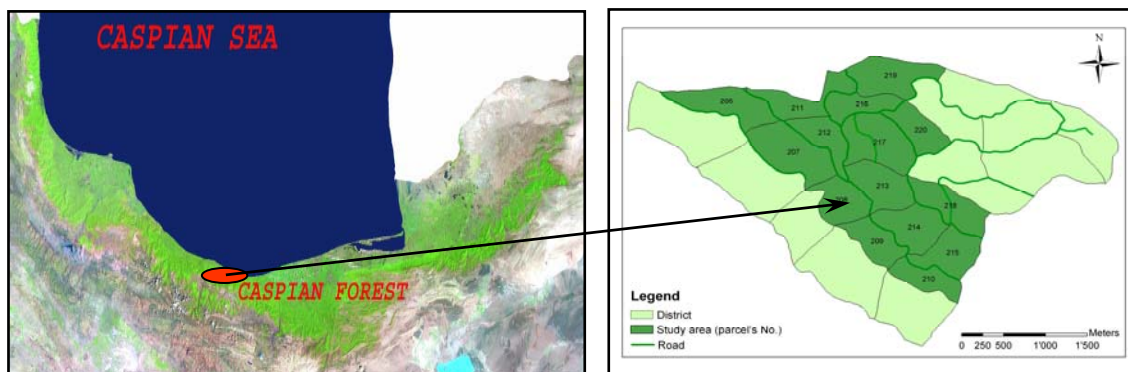 CASPIAN SEA
CASPIAN FOREST
N
219
206
211
216
212
220
207
217
213
218
214
209
215
210
Legend
District
Study area (parcel's No.)
Road
Meters
0 250 500 1'000 1'500